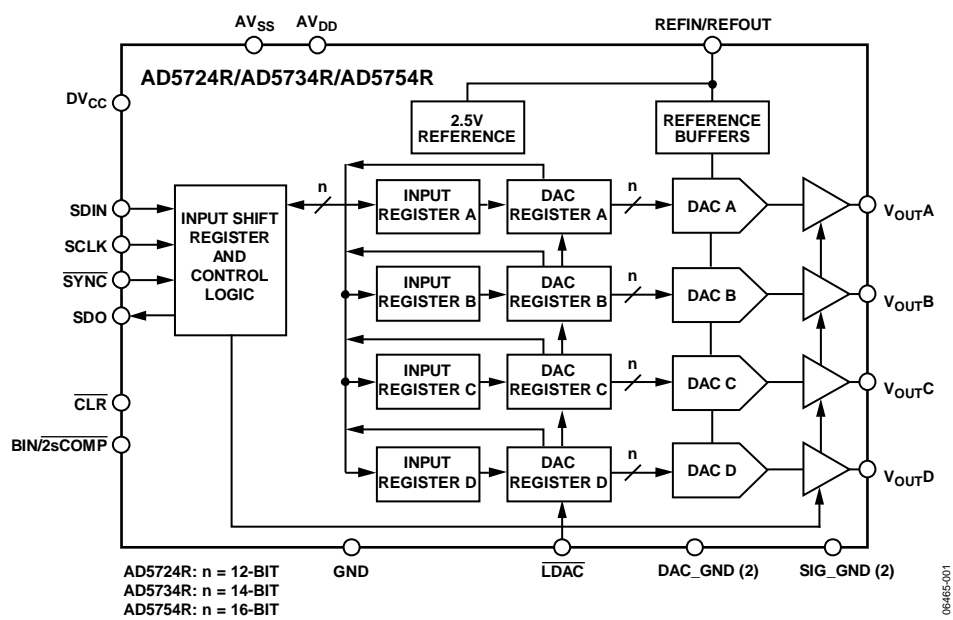 AVSS AVDD REFIN/REFOUT
AD5724R/AD5734R/AD5754R
DVCC
2.5V
REFERENCE
REFERENCE
BUFFERS
SDIN
SCLK
SYNC
SDO
CLR
BIN/2sCOMP
INPUT SHIFT
REGISTER
AND
CONTROL
LOGIC
n
INPUT
REGISTER A
DAC
REGISTER A
n
DAC A
VOUTA
INPUT
REGISTER B
DAC
REGISTER B
n
DAC B
VOUTB
INPUT
REGISTER C
DAC
REGISTER C
n
DAC C
VOUTC
INPUT
REGISTER D
DAC
REGISTER D
n
DAC D
VOUTD
GND LDAC DAC_GND (2) SIG_GND (2)
AD5724R: n = 12-BIT
AD5734R: n = 14-BIT
AD5754R: n = 16-BIT
06465-001